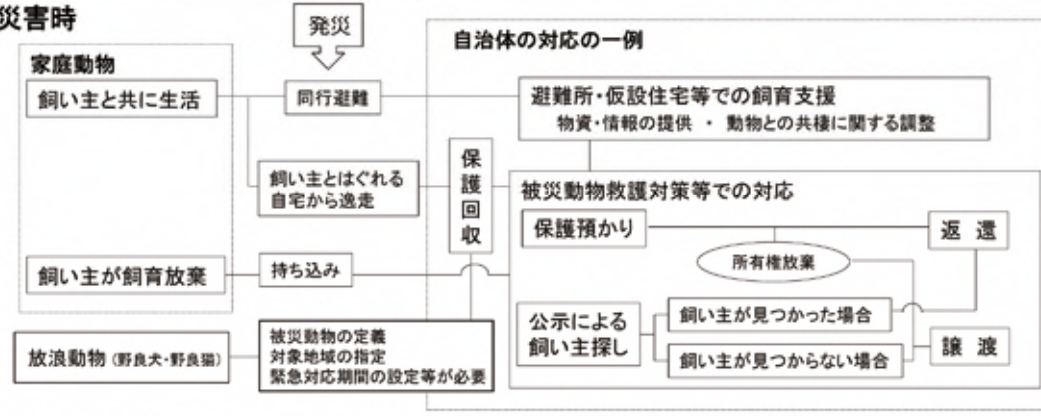 災害時
発災
自治体の対応の一例
家庭動物
飼い主と共に生活
同行避難
避難所・仮設住宅等での飼育支援
物資・情報の提供 ・ 動物との共棲に関する調整
飼い主とはぐれる
自宅から逸走
保護回収
被災動物救護対策等での対応
保護預かり
返 還
所有権放棄
飼い主が飼育放棄
持ち込み
公示による
飼い主探し
飼い主が見つかった場合
飼い主が見つからない場合
譲 渡
放浪動物（野良犬・野良猫）
被災動物の定義
対象地域の指定
緊急対応期間の設定等が必要